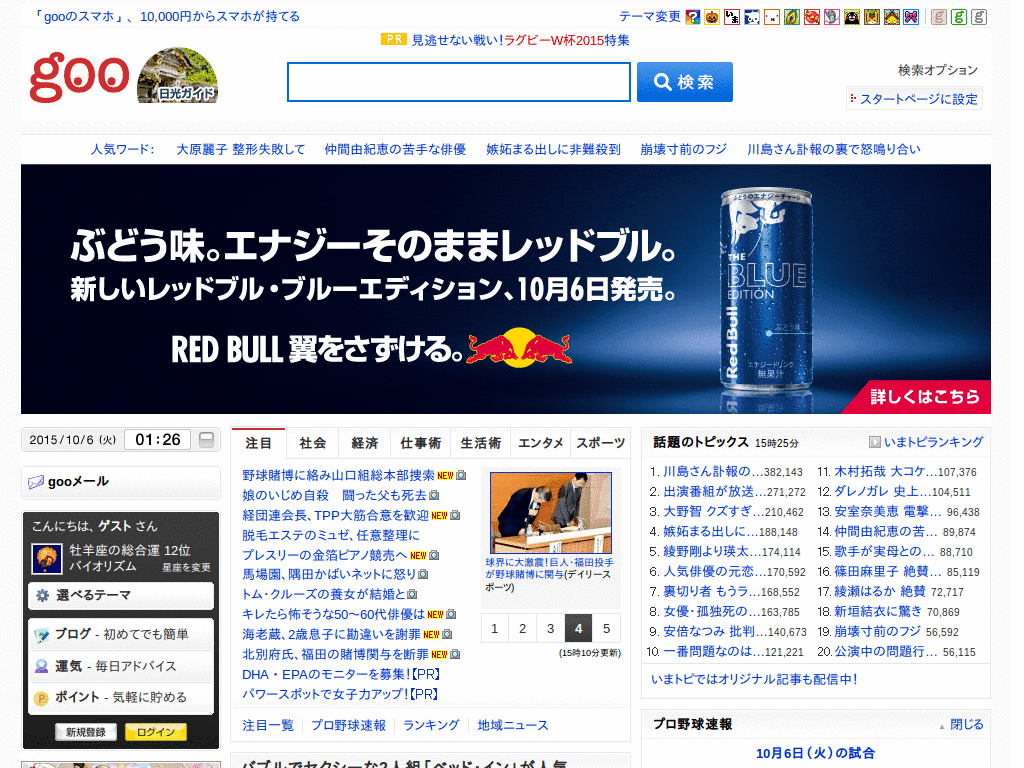 「gooのスマホ」、10,000円からスマホが持てる
テーマ変更
PR 見逃せない戦い!ラグビーW杯2015特集
goo
日光ガイド
検索
検索オプション
スタートページに設定
人気ワード: 大原麗子 整形失敗して 仲間由紀恵の苦手な俳優 嫉妬まる出しに非難殺到 崩壊寸前のフジ 川島さん訃報の裏で怒鳴り合い
ぶどう味。エナジーそのままレッドブル。
新しいレッドブル・ブルーエディション、10月6日発売。
RED BULL 翼をさずける。
THE
BLUE
EDITION
Red Bull
ぶどう味
エナジードリンク
無果汁
詳しくはこちら
2015/10/6 (火) 01:26
gooメール
こんにちは、ゲスト さん
牡羊座の総合運 12位
バイオリズム 星座を変更
選べるテーマ
ブログ - 初めてでも簡単
運気 - 毎日アドバイス
ポイント - 気軽に貯める
新規登録 ログイン
注目 社会 経済 仕事術 生活術 エンタメ スポーツ
野球賭博に絡み山口組総本部捜索 NEW
娘のいじめ自殺 闘った父も死去
経団連会長、TPP大筋合意を歓迎 NEW
脱毛エステのミュゼ、任意整理に
プレスリーの金箔ピアノ競売へ NEW
馬場園、隅田かばいネットに怒り
トム・クルーズの養女が結婚と
キレたら怖そうな50～60代俳優は NEW
海老蔵、2歳息子に勘違いを謝罪 NEW
北別府氏、福田の賭博関与を断罪 NEW
DHA・EPAのモニターを募集!【PR】
パワースポットで女子力アップ!【PR】
球界に大激震!巨人・福田投手
が野球賭博に関与(デイリース
ポーツ)
1 2 3 4 5
(15時10分更新)
注目一覧 プロ野球速報 ランキング 地域ニュース
バブルでセクシーな2人組「ベッド・イン」が人気
話題のトピックス 15時25分 いまトピランキング
1. 川島さん訃報の...382,143
2. 出演番組が放送...271,272
3. 大野智 クズすぎ...210,462
4. 嫉妬まる出しに...188,148
5. 綾野剛より瑛太...174,114
6. 人気俳優の元恋...170,592
7. 裏切り者 もうラ...168,552
8. 女優・孤独死の...163,785
9. 安倍なつみ 批判...140,673
10. 一番問題なのは...121,221
11. 木村拓哉 大コケ...107,376
12. ダレノガレ 史上...104,511
13. 安室奈美恵 電撃... 96,438
14. 仲間由紀恵の苦... 89,874
15. 歌手が実母との... 88,710
16. 篠田麻里子 絶賛... 85,119
17. 綾瀬はるか 絶賛 72,717
18. 新垣結衣に驚き 70,869
19. 崩壊寸前のフジ 56,592
20. 公演中の問題行... 56,115
いまトピではオリジナル記事も配信中!
プロ野球速報 閉じる
10月6日(火)の試合